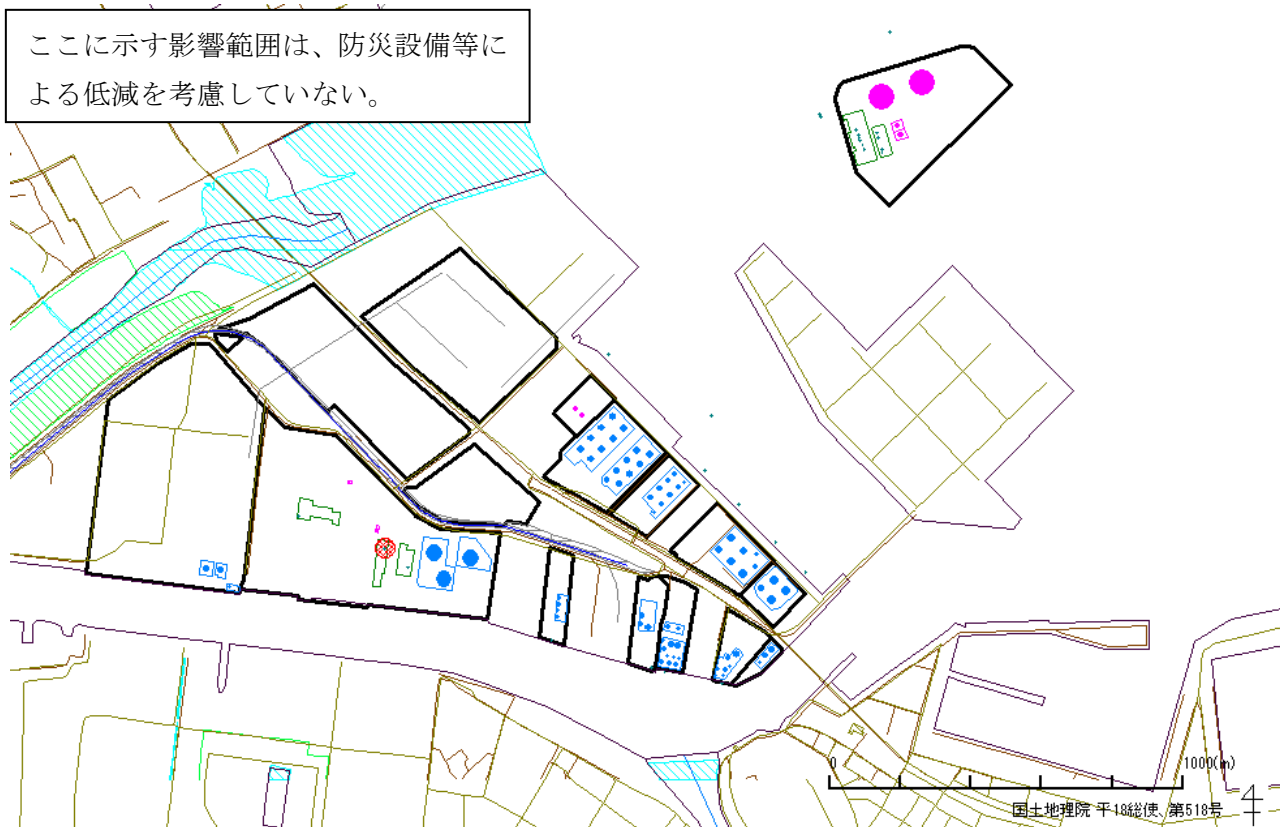 ここに示す影響範囲は、防災設備等に
よる低減を考慮していない。
0
1000(m)
国土地理院 平18総使、第518号